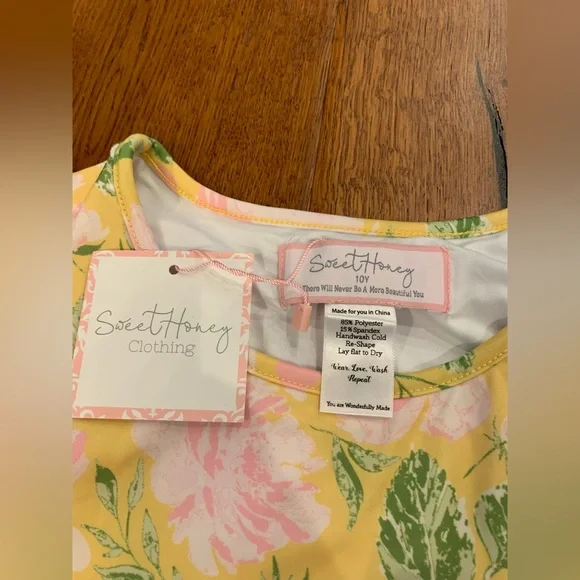 Sweet Honey
Clothing
Sweet Honey
10Y
There Will Never Be A More Beautiful You
Made for you in China
85% Polyester
15% Spandex
Handwash Cold
Re-Shape
Lay flat to Dry
Wear, Love, Wash
Repeat
You are Wonderfully Made